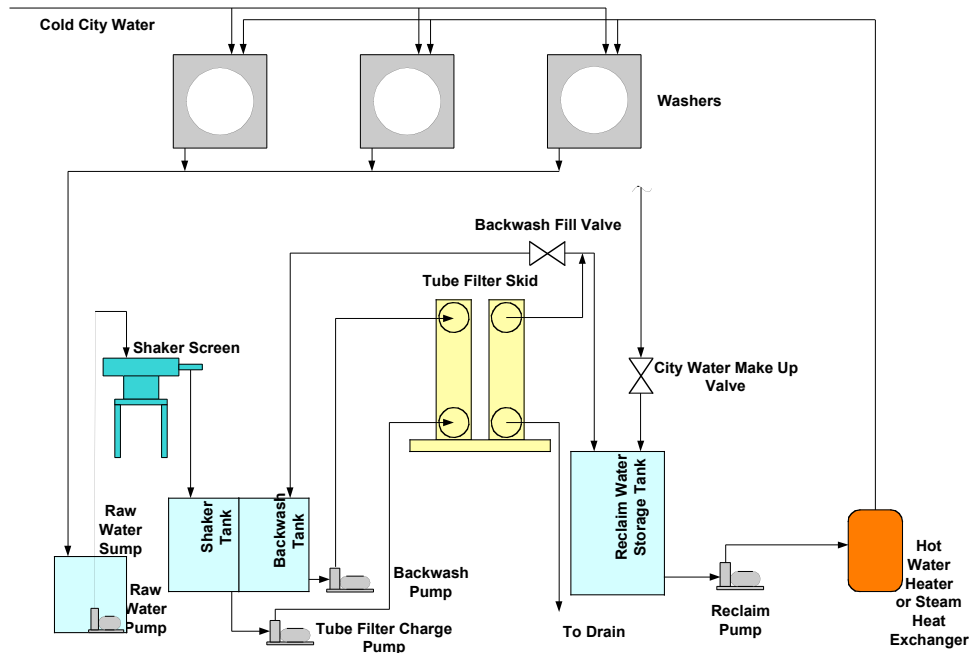 Cold City Water
Washers
Backwash Fill Valve
Tube Filter Skid
Shaker Screen
City Water Make Up
Valve
Raw
Water
Sump
Shaker
Tank
Backwash
Tank
Reclaim Water
Storage Tank
Raw
Water
Pump
Backwash
Pump
Tube Filter Charge
Pump
To Drain
Reclaim
Pump
Hot
Water
Heater
or Steam
Heat
Exchanger